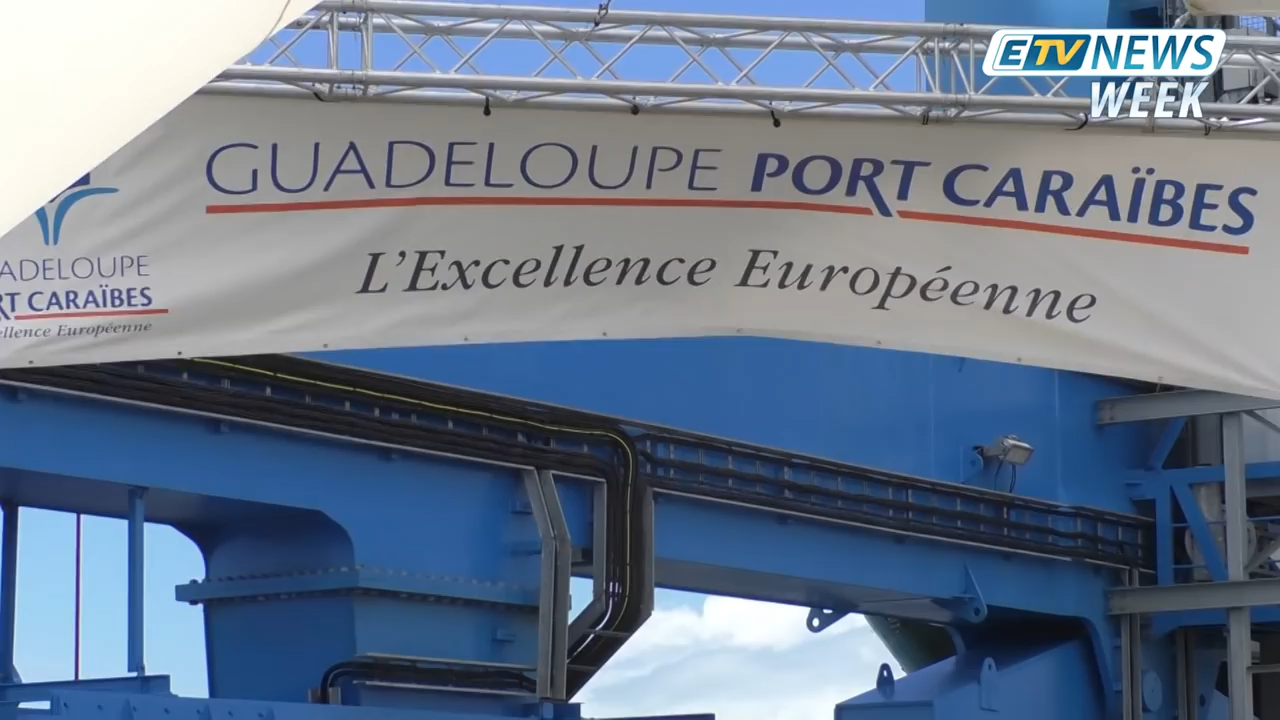 ETV NEWS
WEEK
GUADELOUPE PORT CARAÏBES
L'Excellence Européenne
ADELOUPE
RT CARAÏBES
ellence Européenne